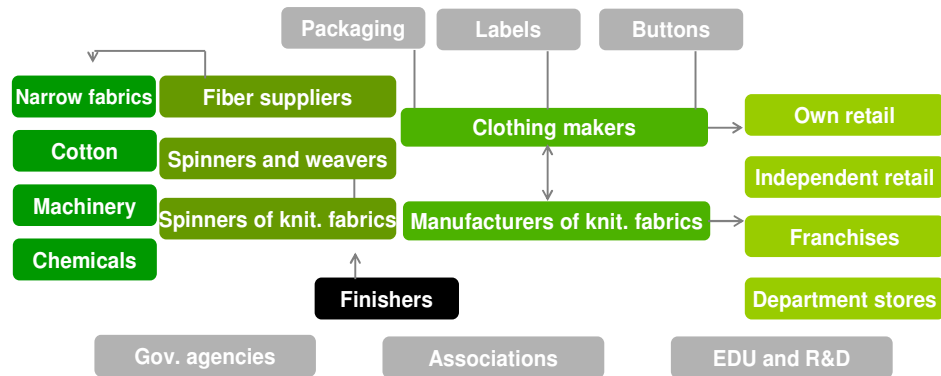 Packaging
Labels
Buttons
Narrow fabrics
Fiber suppliers
Clothing makers
Own retail
Cotton
Spinners and weavers
Independent retail
Machinery
Spinners of knit. fabrics
Manufacturers of knit. fabrics
Franchises
Chemicals
Finishers
Department stores
Gov. agencies
Associations
EDU and R&D